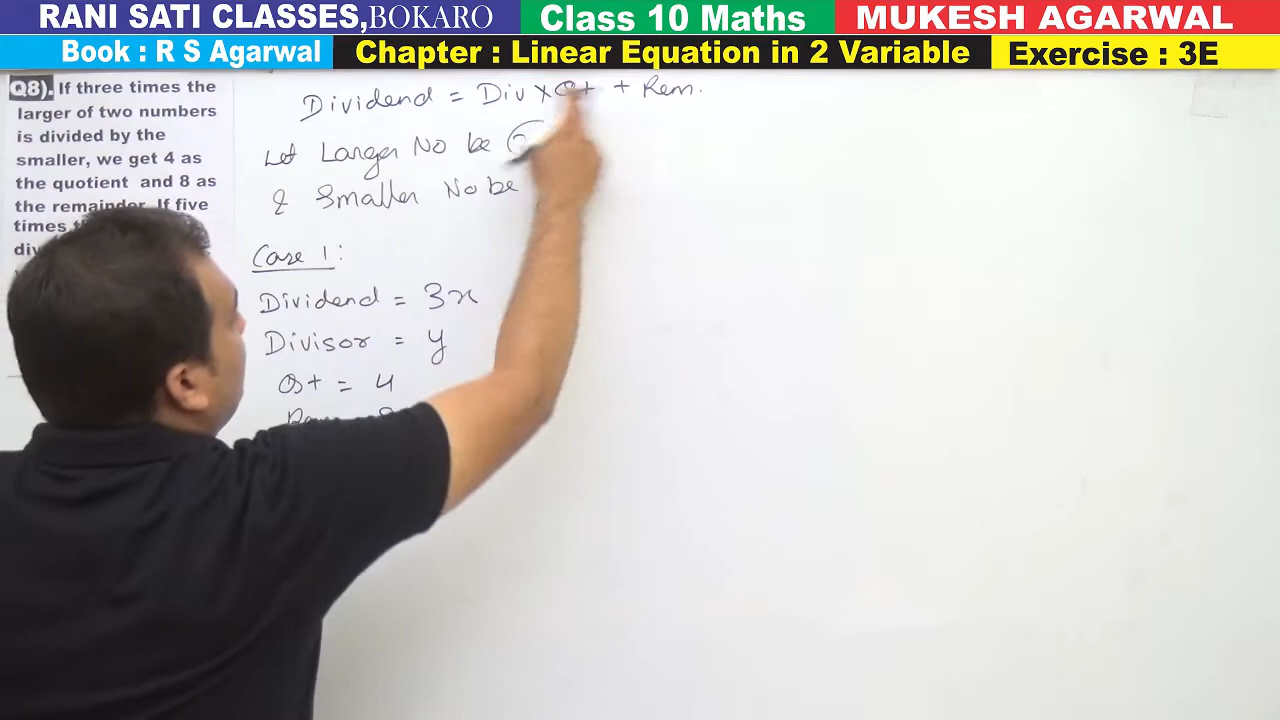 RANI SATI CLASSES,BOKARO
Class 10 Maths
MUKESH AGARWAL
Book : R S Agarwal
Chapter : Linear Equation in 2 Variable
Exercise : 3E
Q8). If three times the
larger of two numbers
is divided by the
smaller, we get 4 as
the quotient and 8 as
the remainder. If five
times
Dividend = Div × Qt + Rem.
Let Larger No be
& Smaller No be
Case 1:
Dividend = 3x
Divisor = y
Qt = 4